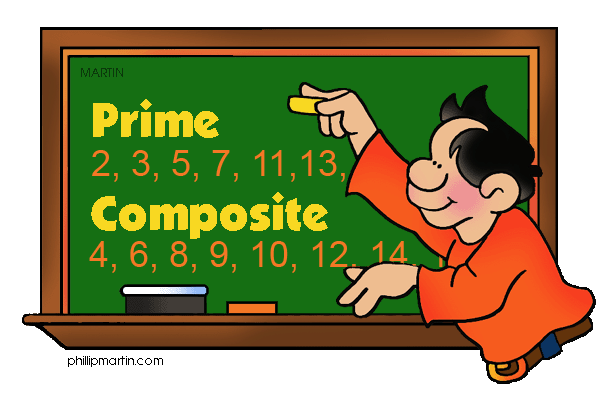 MARTIN
Prime
2, 3, 5, 7, 11,13,
Composite
4, 6, 8, 9, 10, 12, 14,
phillipmartin.com